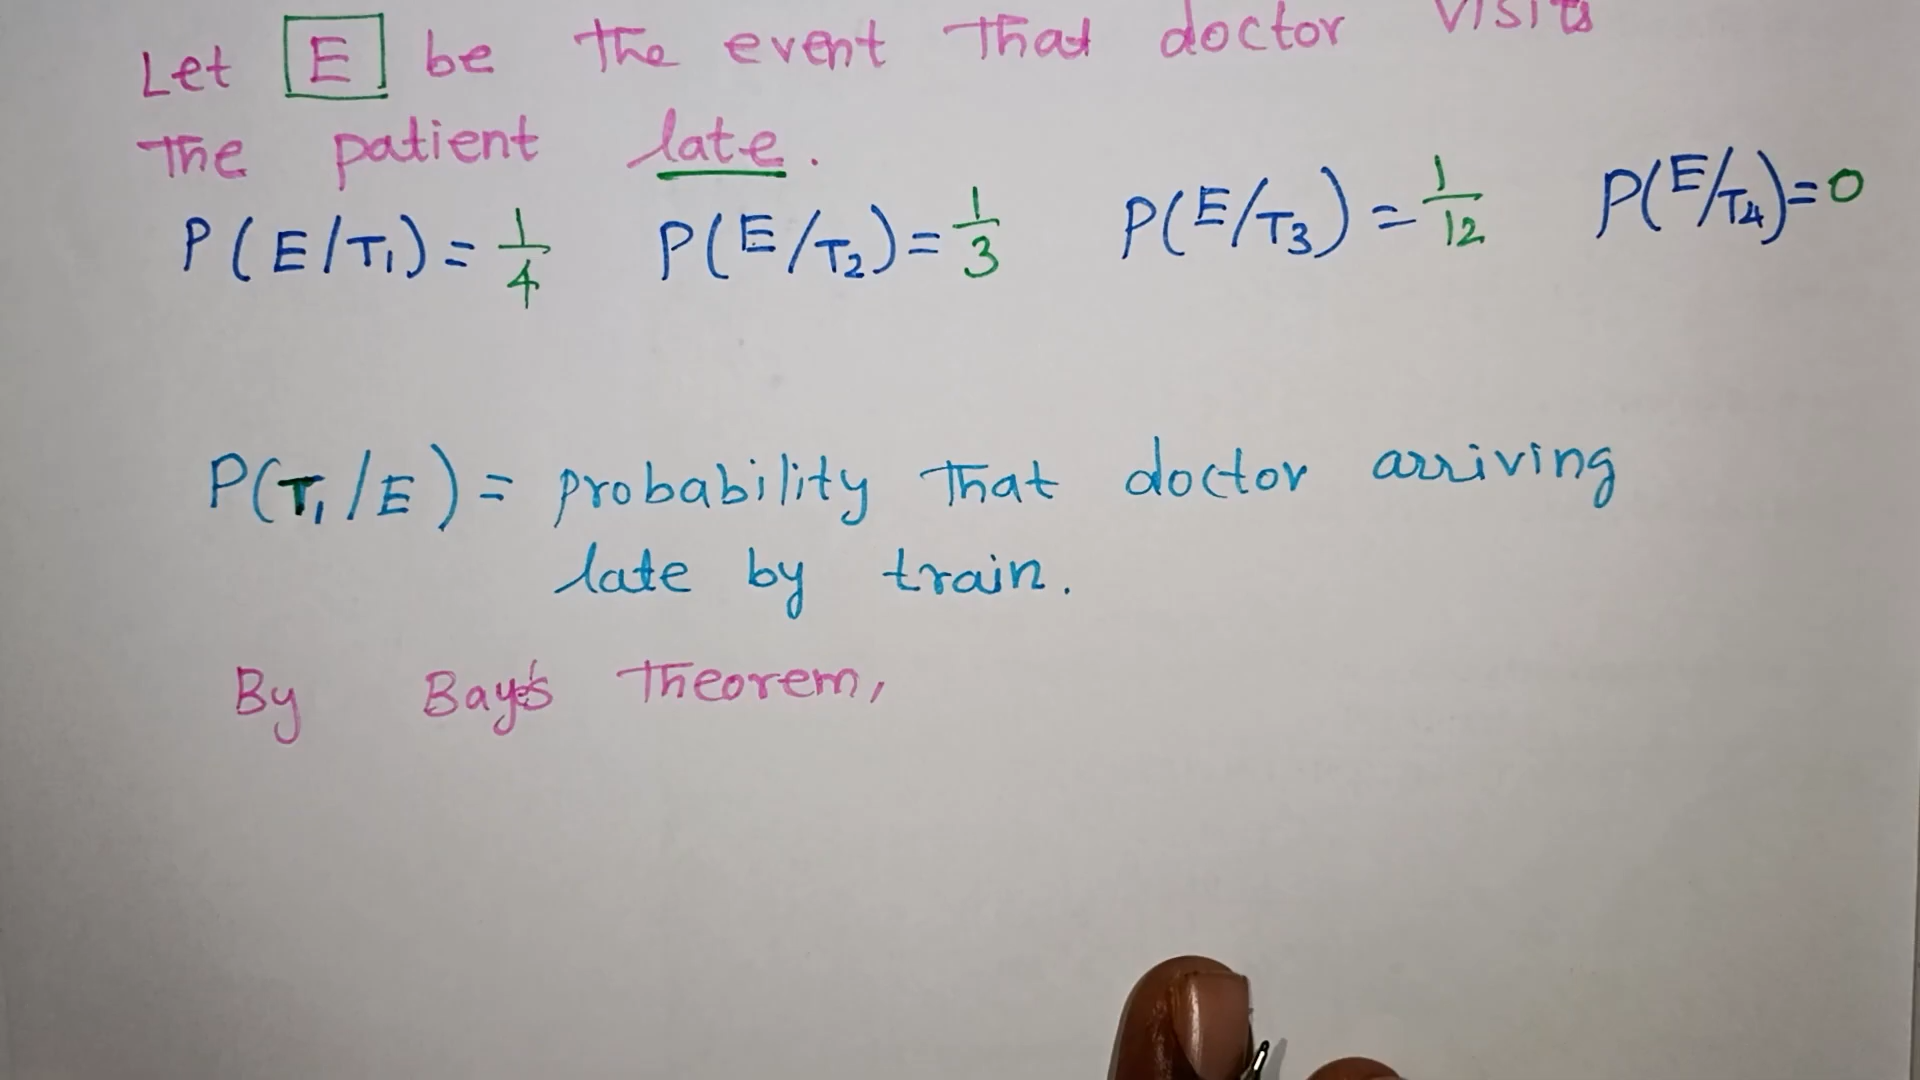 Let E be the event that doctor visits
the patient late.
P(E/T₁) = 1/4 P(E/T₂) = 1/3 P(E/T₃) = 1/12 P(E/T₄) = 0
P(T₁/E) = probability that doctor arriving
late by train.
By Baye's Theorem,